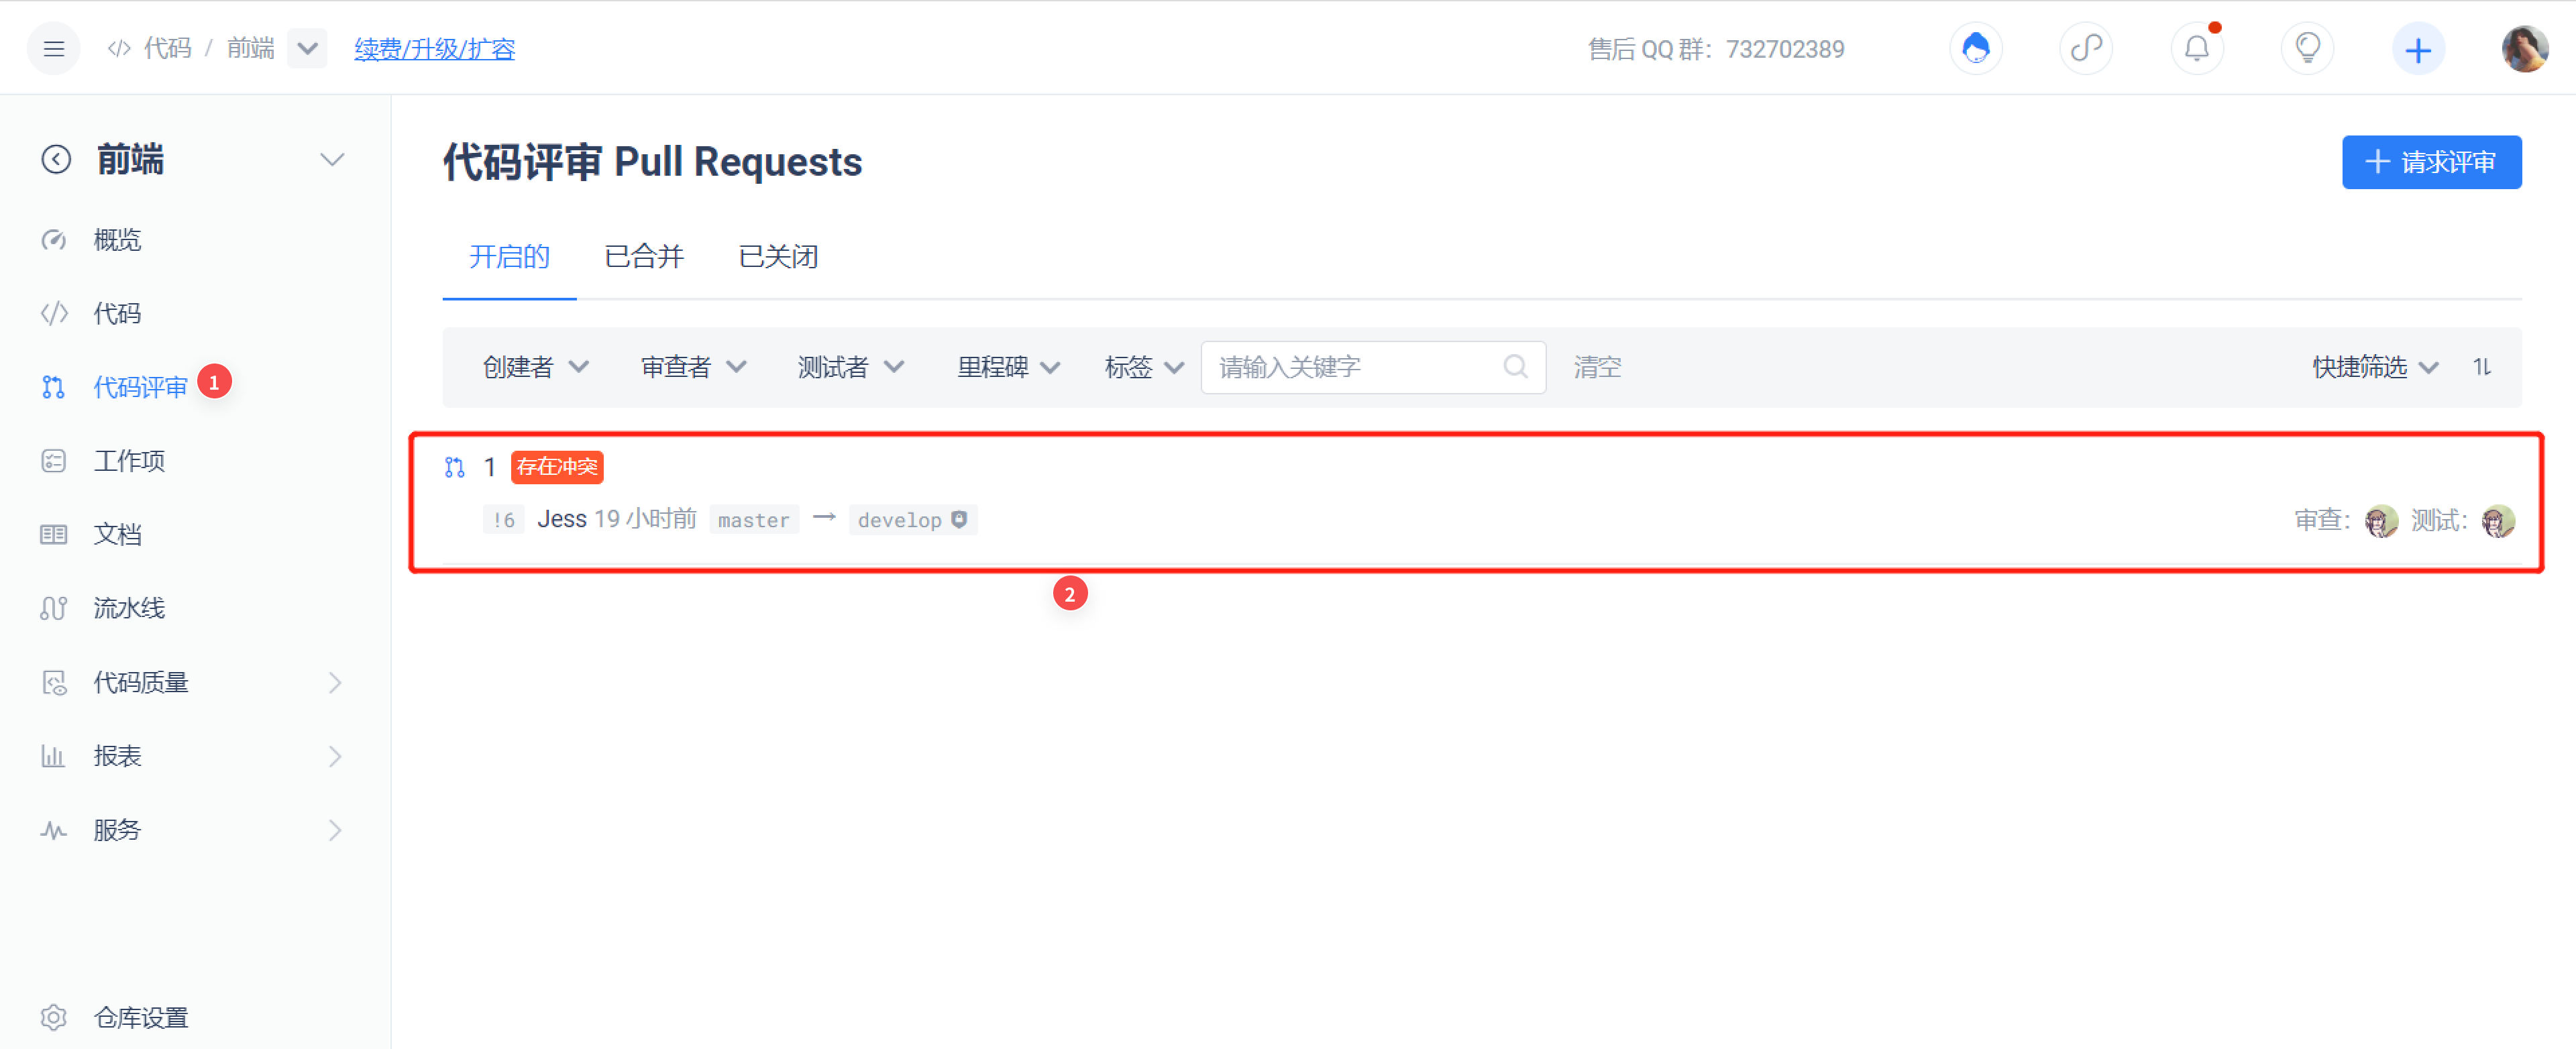 代码 / 前端 续费/升级/扩容 售后 QQ 群：732702389
前端
概览
代码
代码评审 1
工作项
文档
流水线
代码质量
报表
服务
仓库设置
代码评审 Pull Requests
请求评审
开启的 已合并 已关闭
创建者 审查者 测试者 里程碑 标签 请输入关键字 清空 快捷筛选
1 存在冲突
!6 Jess 19 小时前 master → develop 审查： 测试：
2